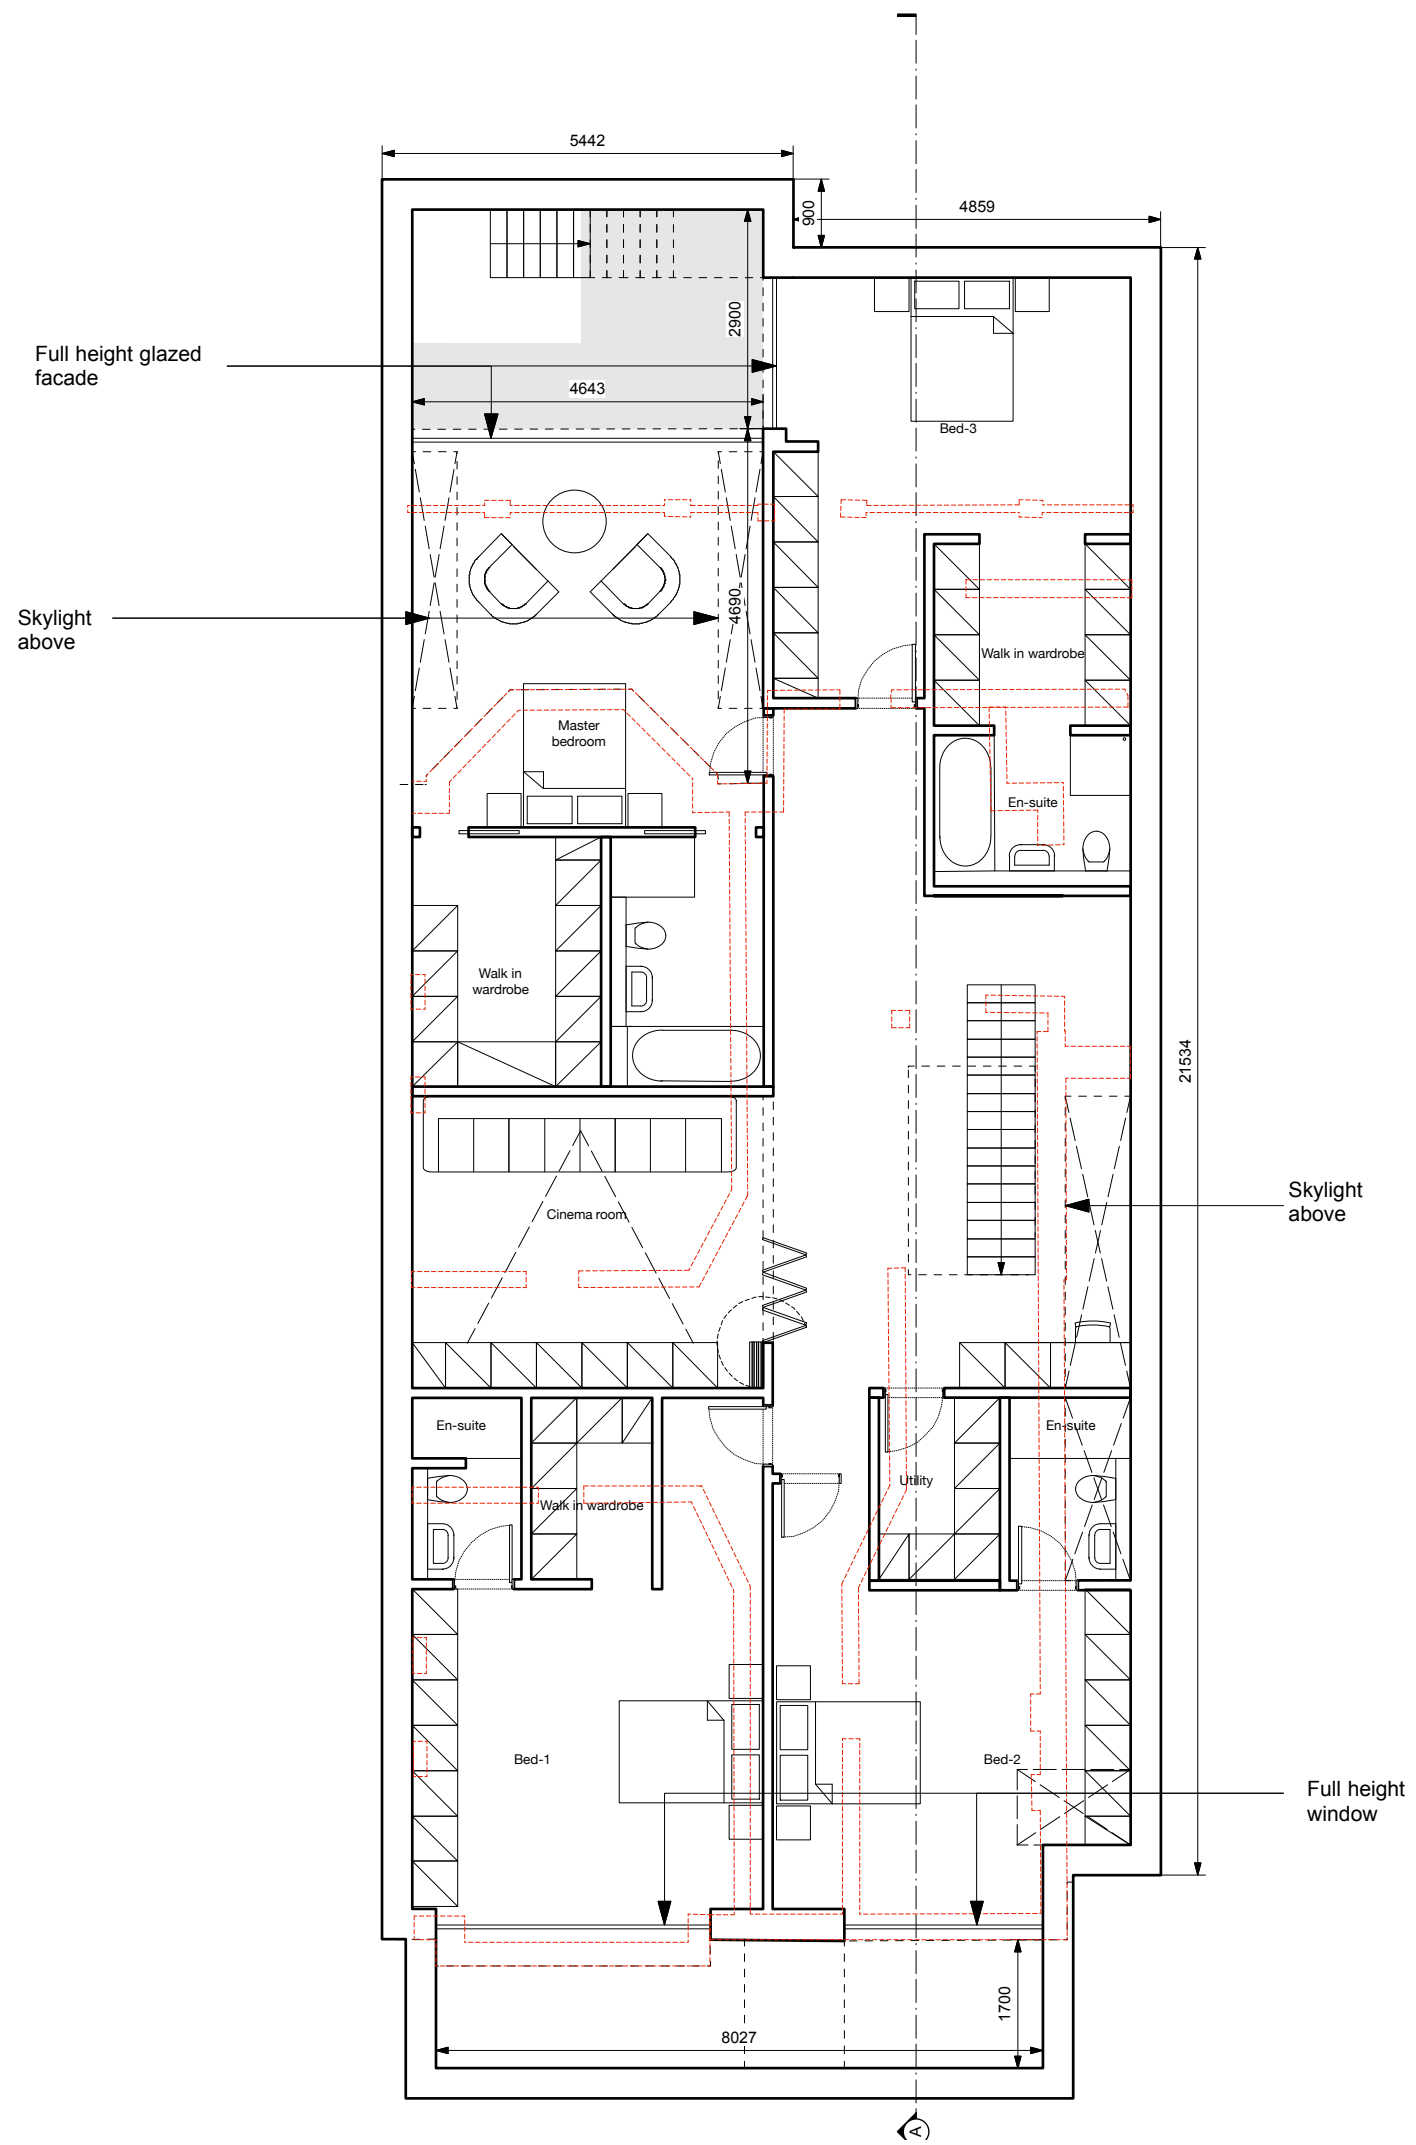 5442
900
4859
Full height glazed
facade
2900
4643
Bed-3
Skylight
above
4690
Walk in wardrobe
Master
bedroom
En-suite
Walk in
wardrobe
21534
Skylight
above
Cinema room
En-suite
En-suite
Utility
Walk in wardrobe
Bed-1
Bed-2
Full height
window
1700
8027
A